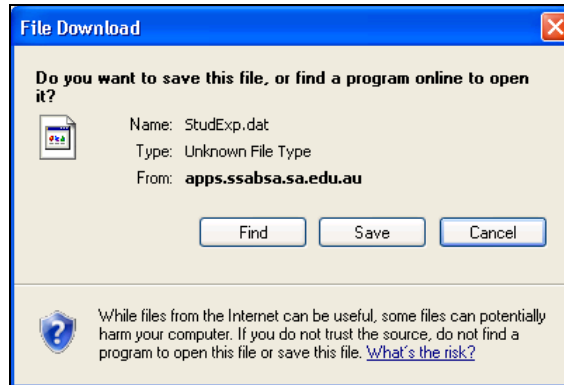 File Download
Do you want to save this file, or find a program online to open
it?
Name: StudExp.dat
Type: Unknown File Type
From: apps.ssabsa.sa.edu.au
Find Save Cancel
While files from the Internet can be useful, some files can potentially
harm your computer. If you do not trust the source, do not find a
program to open this file or save this file. What's the risk?